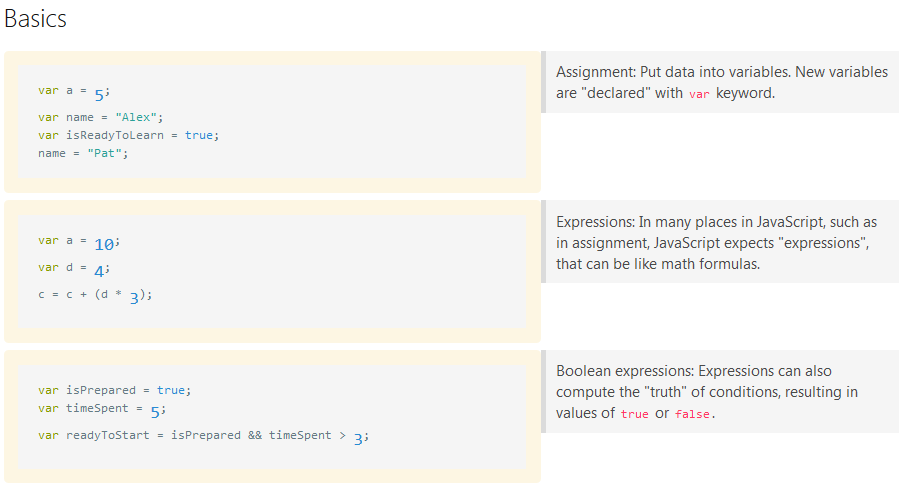 Basics
var a = 5;
var name = "Alex";
var isReadyToLearn = true;
name = "Pat";
Assignment: Put data into variables. New variables
are "declared" with var keyword.
var a = 10;
var d = 4;
c = c + (d * 3);
Expressions: In many places in JavaScript, such as
in assignment, JavaScript expects "expressions",
that can be like math formulas.
var isPrepared = true;
var timeSpent = 5;
var readyToStart = isPrepared && timeSpent > 3;
Boolean expressions: Expressions can also
compute the "truth" of conditions, resulting in
values of true or false.